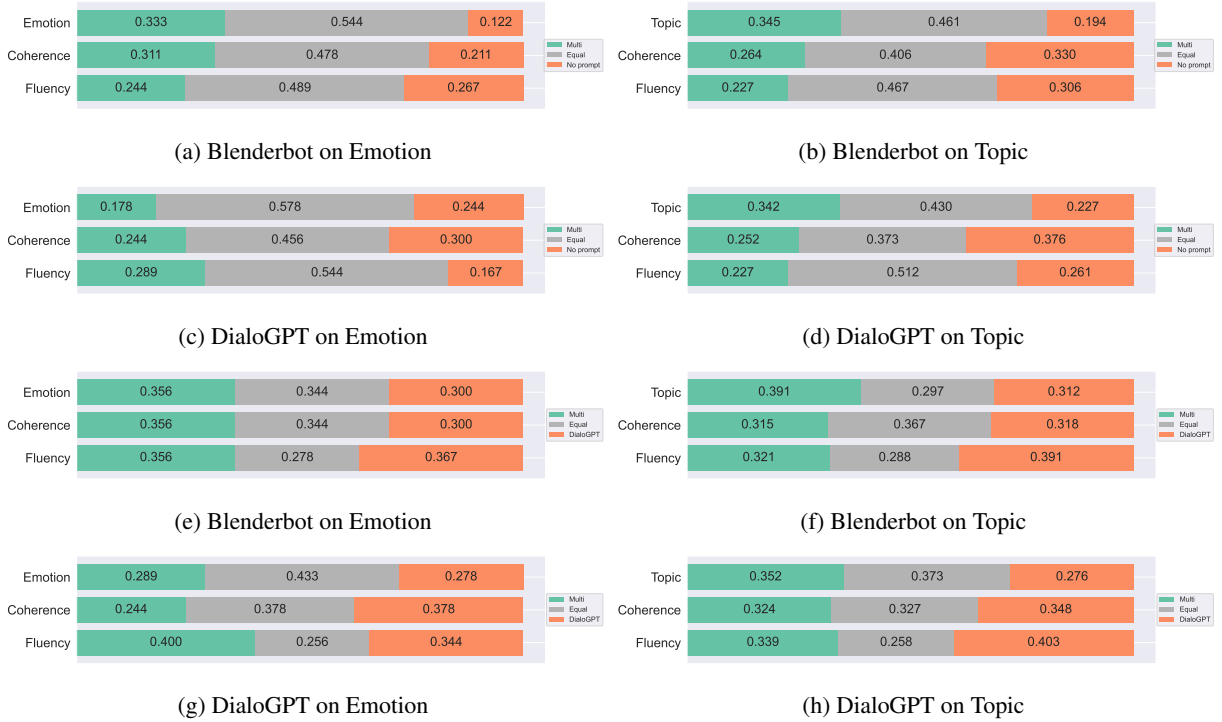 Emotion 0.333 0.544 0.122
Coherence 0.311 0.478 0.211
Fluency 0.244 0.489 0.267
Multi
Equal
No prompt
(a) Blenderbot on Emotion
Topic 0.345 0.461 0.194
Coherence 0.264 0.406 0.330
Fluency 0.227 0.467 0.306
Multi
Equal
No prompt
(b) Blenderbot on Topic
Emotion 0.178 0.578 0.244
Coherence 0.244 0.456 0.300
Fluency 0.289 0.544 0.167
Multi
Equal
No prompt
(c) DialoGPT on Emotion
Topic 0.342 0.430 0.227
Coherence 0.252 0.373 0.376
Fluency 0.227 0.512 0.261
Multi
Equal
No prompt
(d) DialoGPT on Topic
Emotion 0.356 0.344 0.300
Coherence 0.356 0.344 0.300
Fluency 0.356 0.278 0.367
Multi
Equal
DialoGPT
(e) Blenderbot on Emotion
Topic 0.391 0.297 0.312
Coherence 0.315 0.367 0.318
Fluency 0.321 0.288 0.391
Multi
Equal
DialoGPT
(f) Blenderbot on Topic
Emotion 0.289 0.433 0.278
Coherence 0.244 0.378 0.378
Fluency 0.400 0.256 0.344
Multi
Equal
DialoGPT
(g) DialoGPT on Emotion
Topic 0.352 0.373 0.276
Coherence 0.324 0.327 0.348
Fluency 0.339 0.258 0.403
Multi
Equal
DialoGPT
(h) DialoGPT on Topic